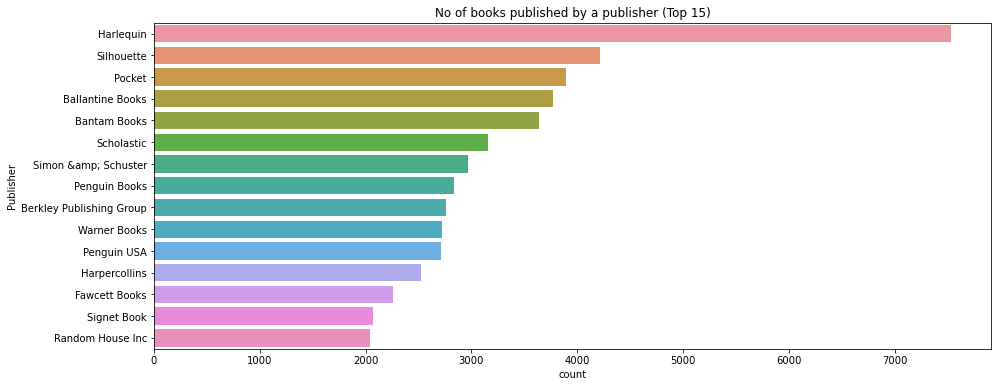 No of books published by a publisher (Top 15)
Publisher
Harlequin
Silhouette
Pocket
Ballantine Books
Bantam Books
Scholastic
Simon &amp; Schuster
Penguin Books
Berkley Publishing Group
Warner Books
Penguin USA
Harpercollins
Fawcett Books
Signet Book
Random House Inc
0 1000 2000 3000 4000 5000 6000 7000
count